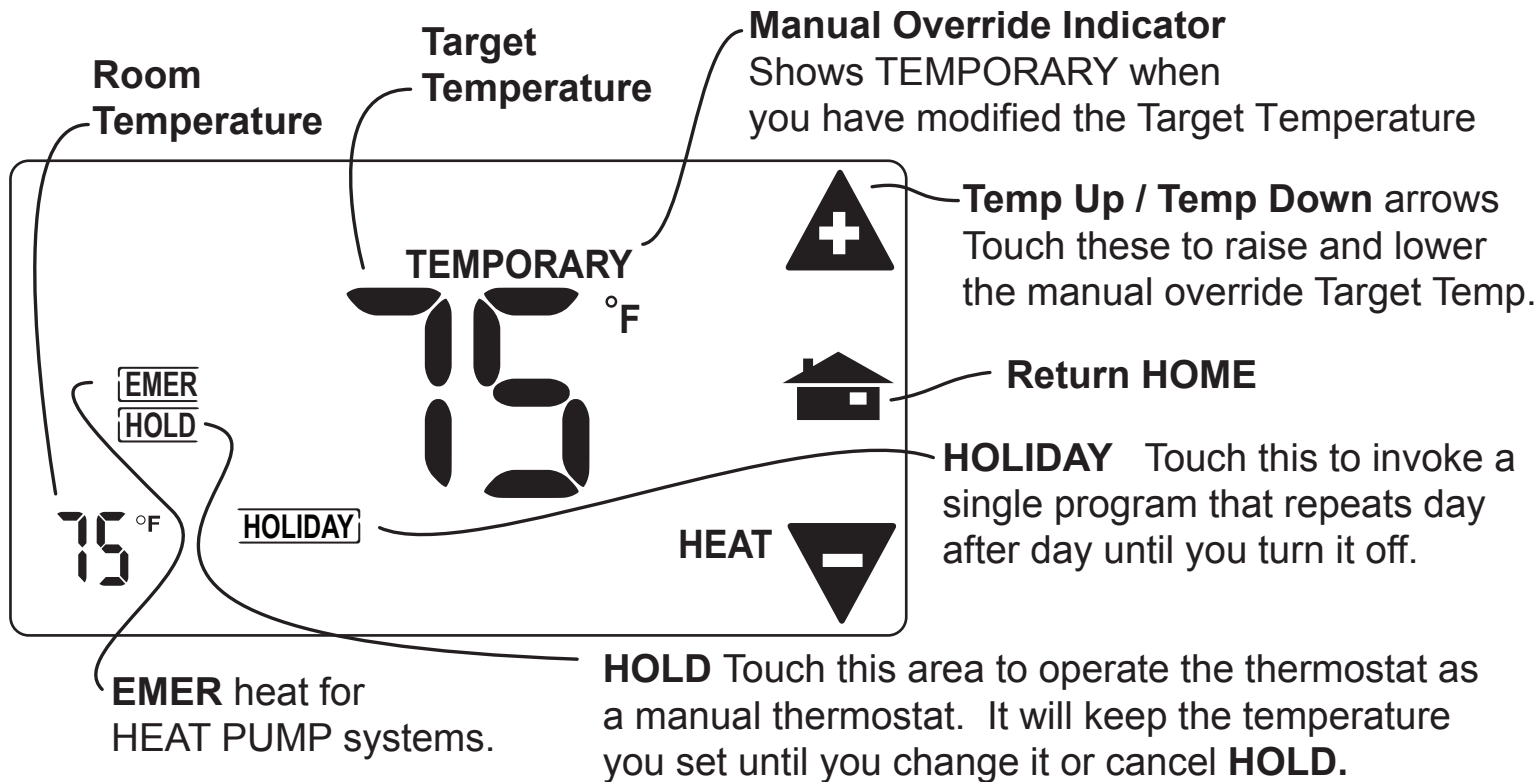 Manual Override Indicator
Shows TEMPORARY when
you have modified the Target Temperature
Target
Temperature
Room
Temperature
Temp Up / Temp Down arrows
Touch these to raise and lower
the manual override Target Temp.
TEMPORARY
75 °F
Return HOME
EMER
HOLD
HOLIDAY Touch this to invoke a
single program that repeats day
after day until you turn it off.
75 °F
HOLIDAY
HEAT
EMER heat for
HEAT PUMP systems.
HOLD Touch this area to operate the thermostat as
a manual thermostat. It will keep the temperature
you set until you change it or cancel HOLD.